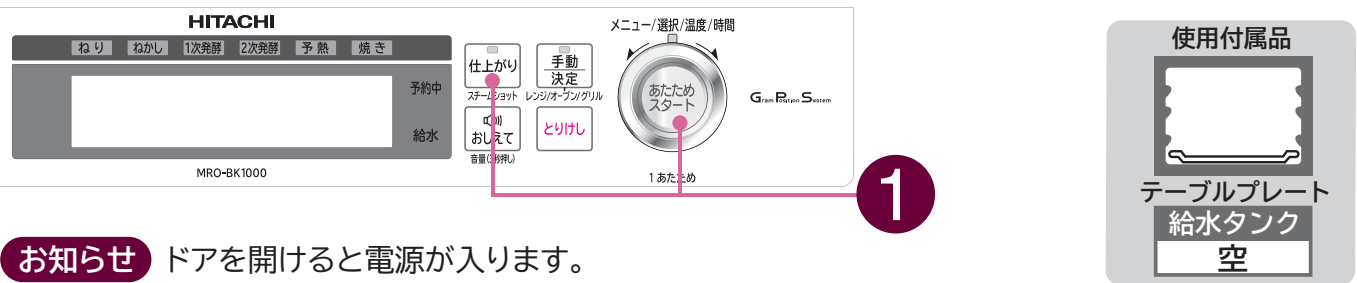 HITACHI
ねり ねかし 1次発酵 2次発酵 予熱 焼き
予約中
給水
MRO-BK1000
仕上がり
スチームショット
手動
決定
レンジ/オーブン/グリル
おしえて
音量(3秒押し)
とりけし
メニュー/選択/温度/時間
あたため
スタート
1 あたため
Gram Position System
1
お知らせ ドアを開けると電源が入ります。
使用付属品
テーブルプレート
給水タンク
空